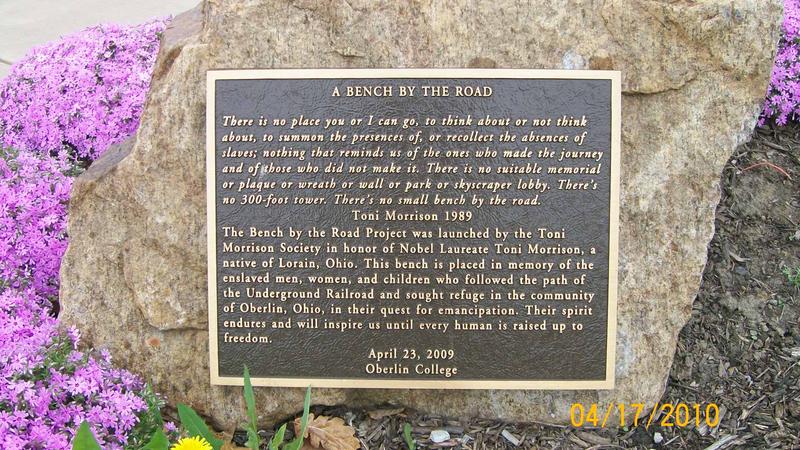 A BENCH BY THE ROAD
There is no place you or I can go, to think about or not think
about, to summon the presences of, or recollect the absences of
slaves; nothing that reminds us of the ones who made the journey
and of those who did not make it. There is no suitable memorial
or plaque or wreath or wall or park or skyscraper lobby. There's
no 300-foot tower. There's no small bench by the road.
Toni Morrison 1989
The Bench by the Road Project was launched by the Toni
Morrison Society in honor of Nobel Laureate Toni Morrison, a
native of Lorain, Ohio. This bench is placed in memory of the
enslaved men, women, and children who followed the path of
the Underground Railroad and sought refuge in the community
of Oberlin, Ohio, in their quest for emancipation. Their spirit
endures and will inspire us until every human is raised up to
freedom.
April 23, 2009
Oberlin College
04/17/2010